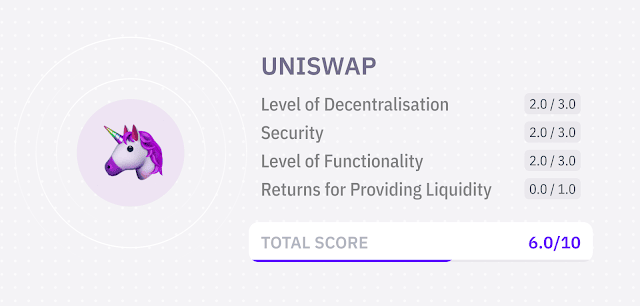 UNISWAP
Level of Decentralisation 2.0 / 3.0
Security 2.0 / 3.0
Level of Functionality 2.0 / 3.0
Returns for Providing Liquidity 0.0 / 1.0
TOTAL SCORE 6.0/10